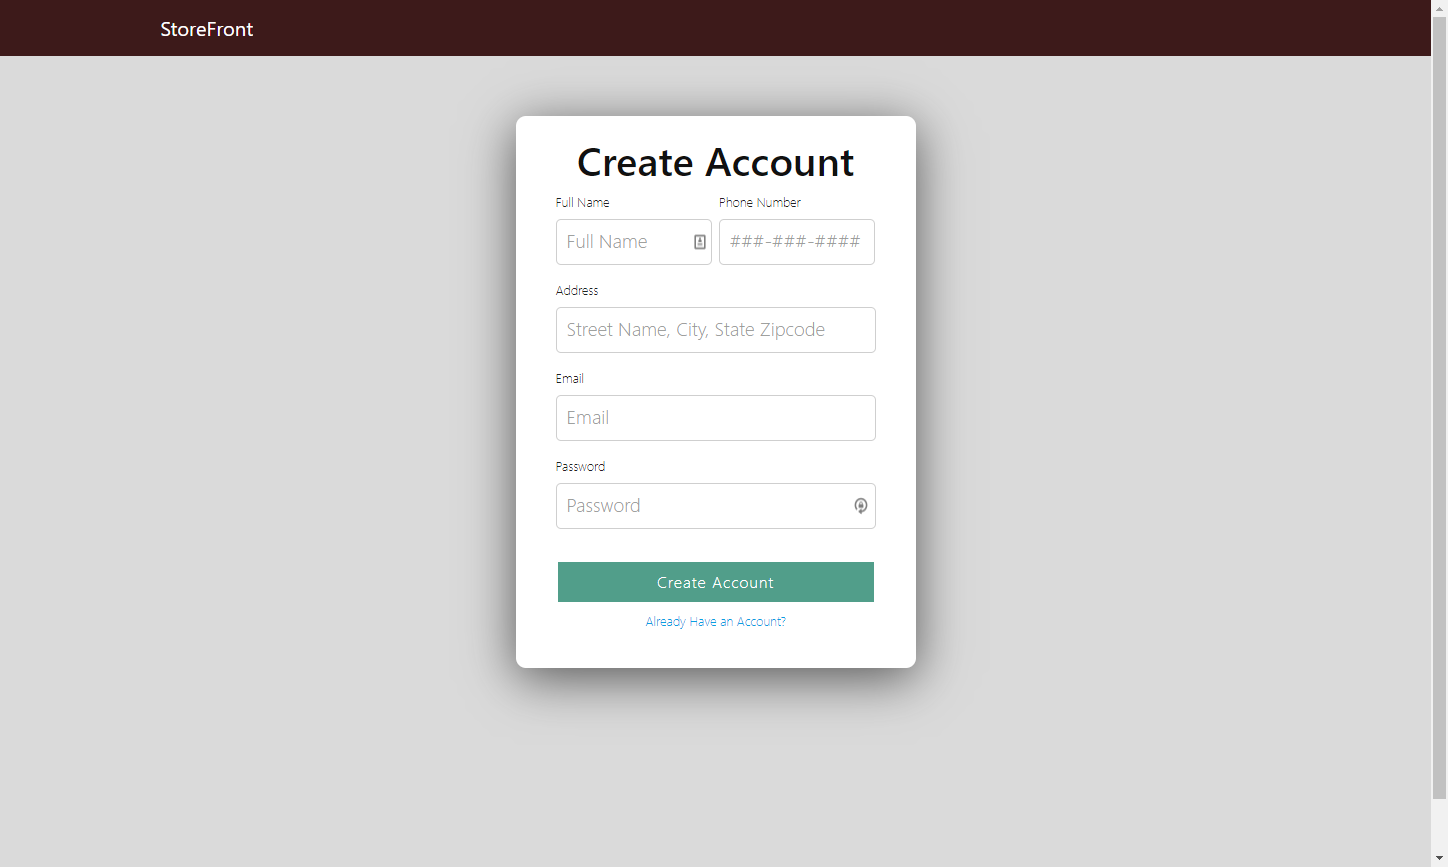 StoreFront
Create Account
Full Name Phone Number
Full Name ###-###-####
Address
Street Name, City, State Zipcode
Email
Email
Password
Password
Create Account
Already Have an Account?